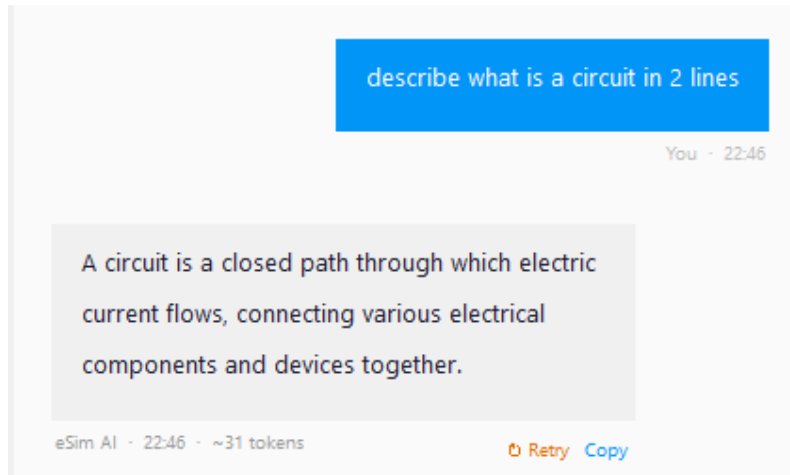 describe what is a circuit in 2 lines
You · 22:46
A circuit is a closed path through which electric
current flows, connecting various electrical
components and devices together.
eSim AI · 22:46 · ~31 tokens
↻ Retry Copy